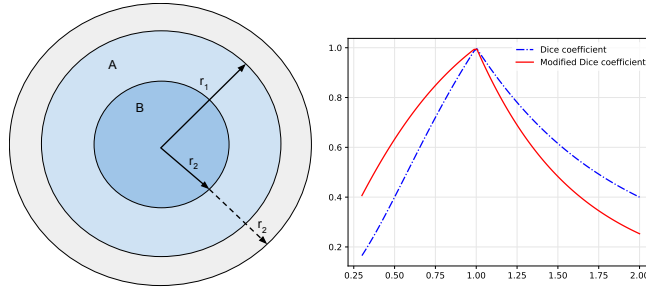 A
B
r1
r2
r2
Dice coefficient
Modified Dice coefficient
1.0
0.8
0.6
0.4
0.2
0.25 0.50 0.75 1.00 1.25 1.50 1.75 2.00